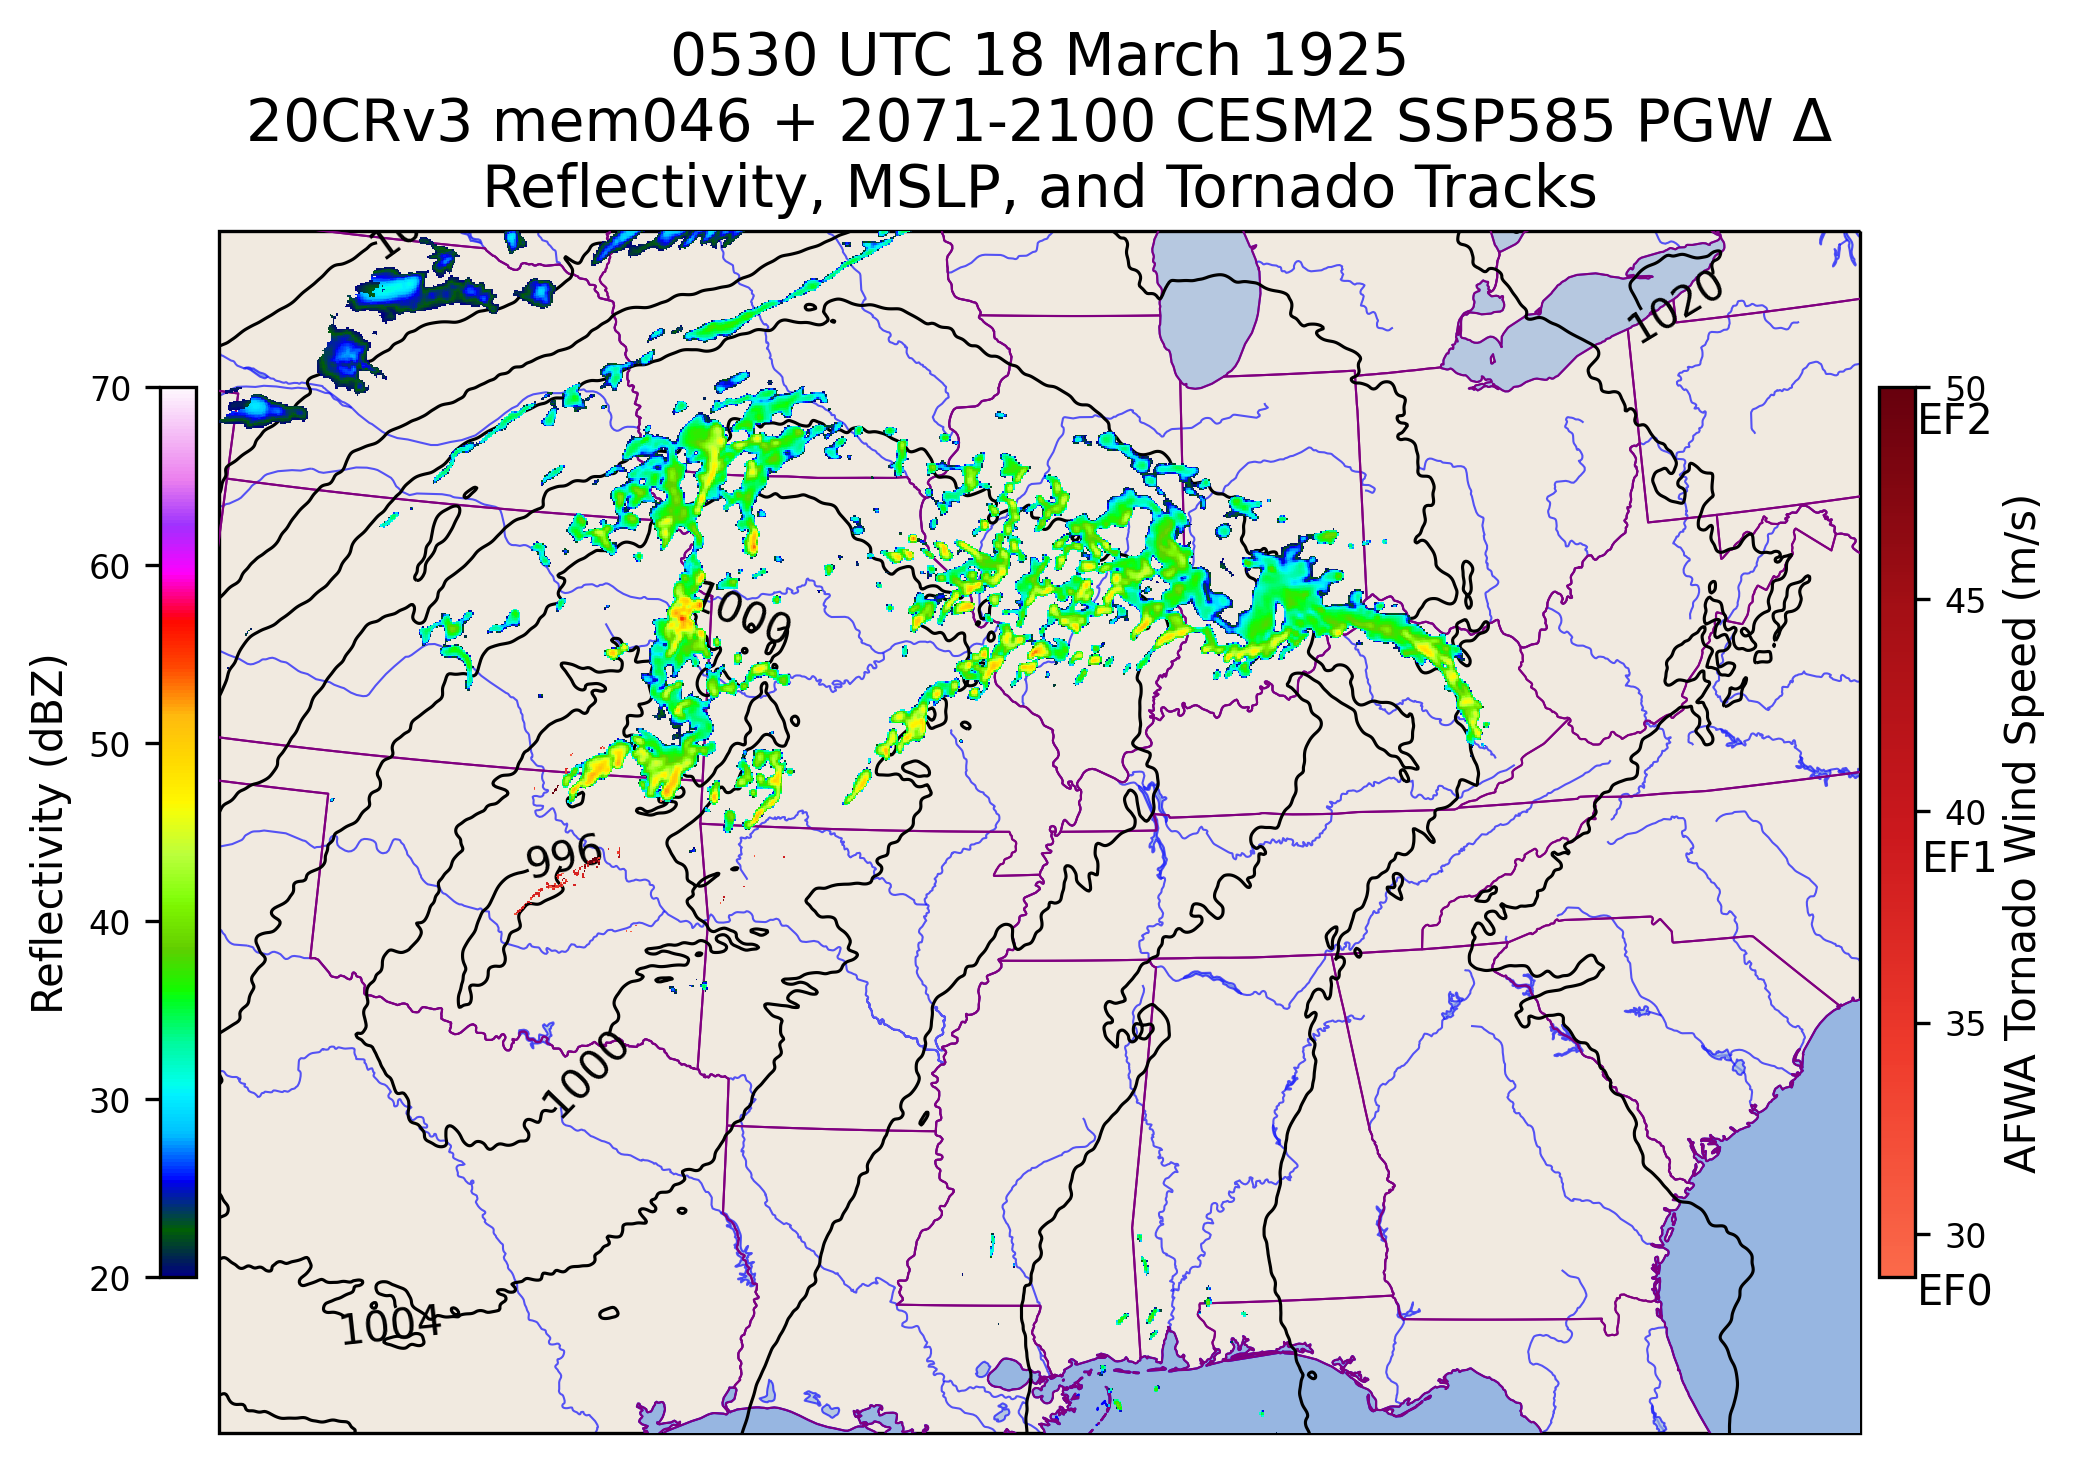 0530 UTC 18 March 1925
20CRv3 mem046 + 2071-2100 CESM2 SSP585 PGW Δ
Reflectivity, MSLP, and Tornado Tracks
1020
1009
996
1000
1004
70
60
50
40
30
20
Reflectivity (dBZ)
50
EF2
45
40
EF1
35
30
EF0
AFWA Tornado Wind Speed (m/s)